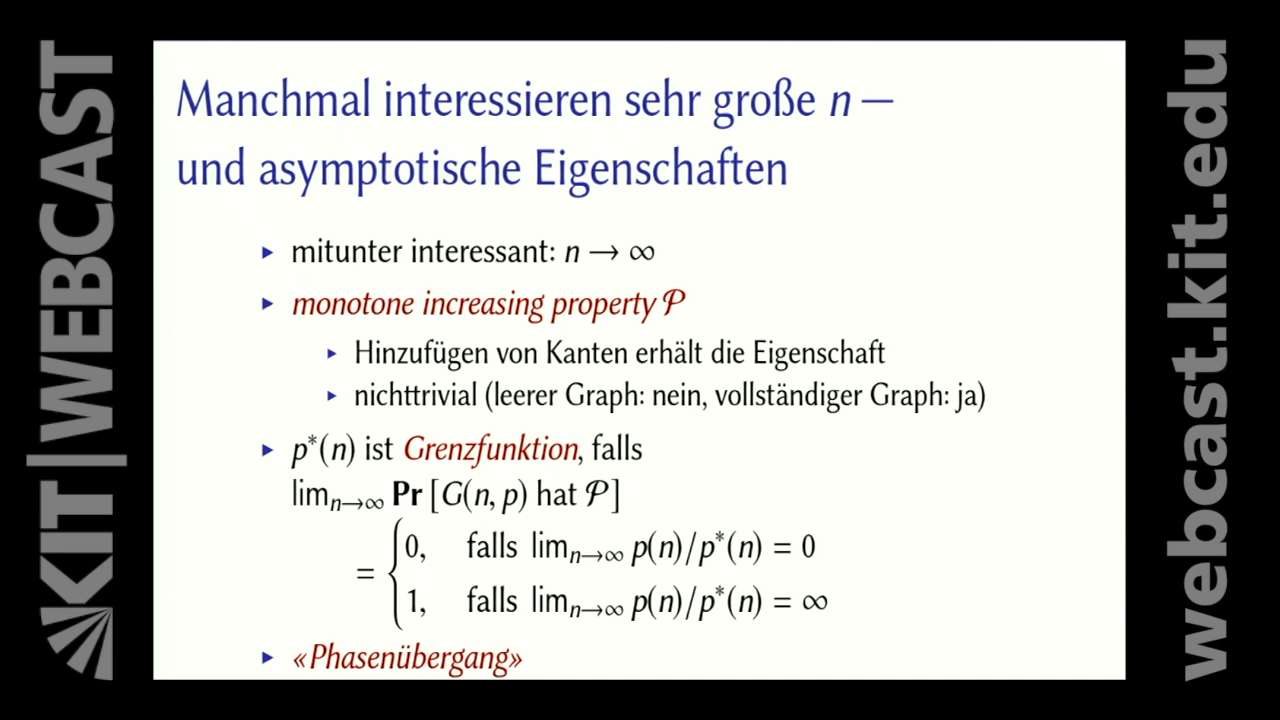 Manchmal interessieren sehr große n —
und asymptotische Eigenschaften
▸ mitunter interessant: n → ∞
▸ monotone increasing property 𝒫
▸ Hinzufügen von Kanten erhält die Eigenschaft
▸ nichttrivial (leerer Graph: nein, vollständiger Graph: ja)
▸ p*(n) ist Grenzfunktion, falls
lim_{n→∞} Pr [G(n, p) hat 𝒫]
= { 0, falls lim_{n→∞} p(n)/p*(n) = 0
1, falls lim_{n→∞} p(n)/p*(n) = ∞
▸ «Phasenübergang»
KIT | WEBCAST
webcast.kit.edu